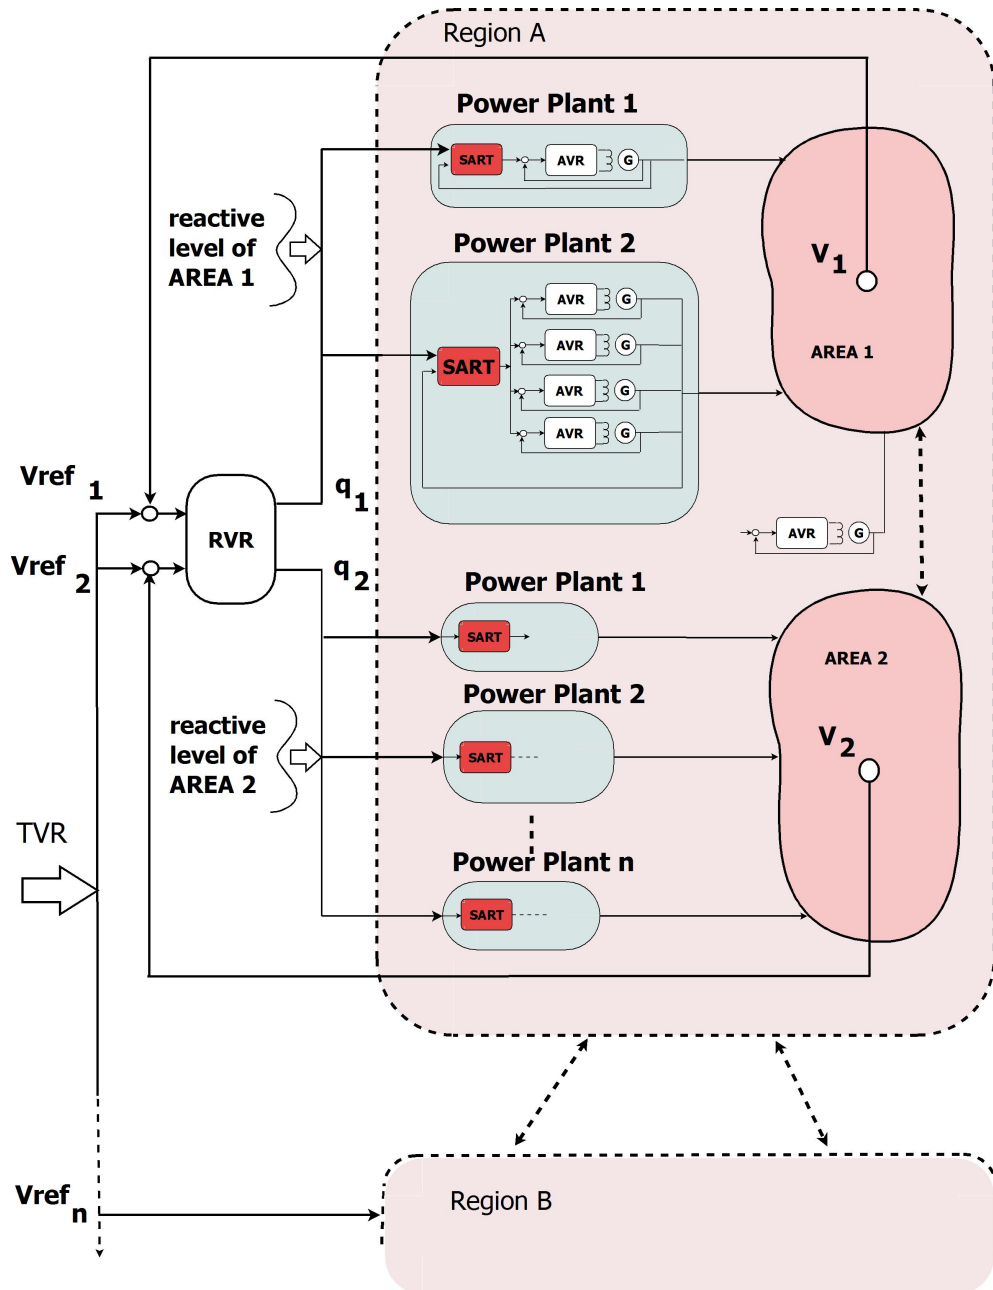 Region A
Power Plant 1
SART
AVR
G
reactive
level of
AREA 1
Power Plant 2
SART
AVR
G
AVR
G
AVR
G
AVR
G
V1
AREA 1
Vref 1
q1
RVR
AVR
G
Vref 2
q2
Power Plant 1
SART
AREA 2
Power Plant 2
SART
V2
reactive
level of
AREA 2
TVR
Power Plant n
SART
Vref n
Region B